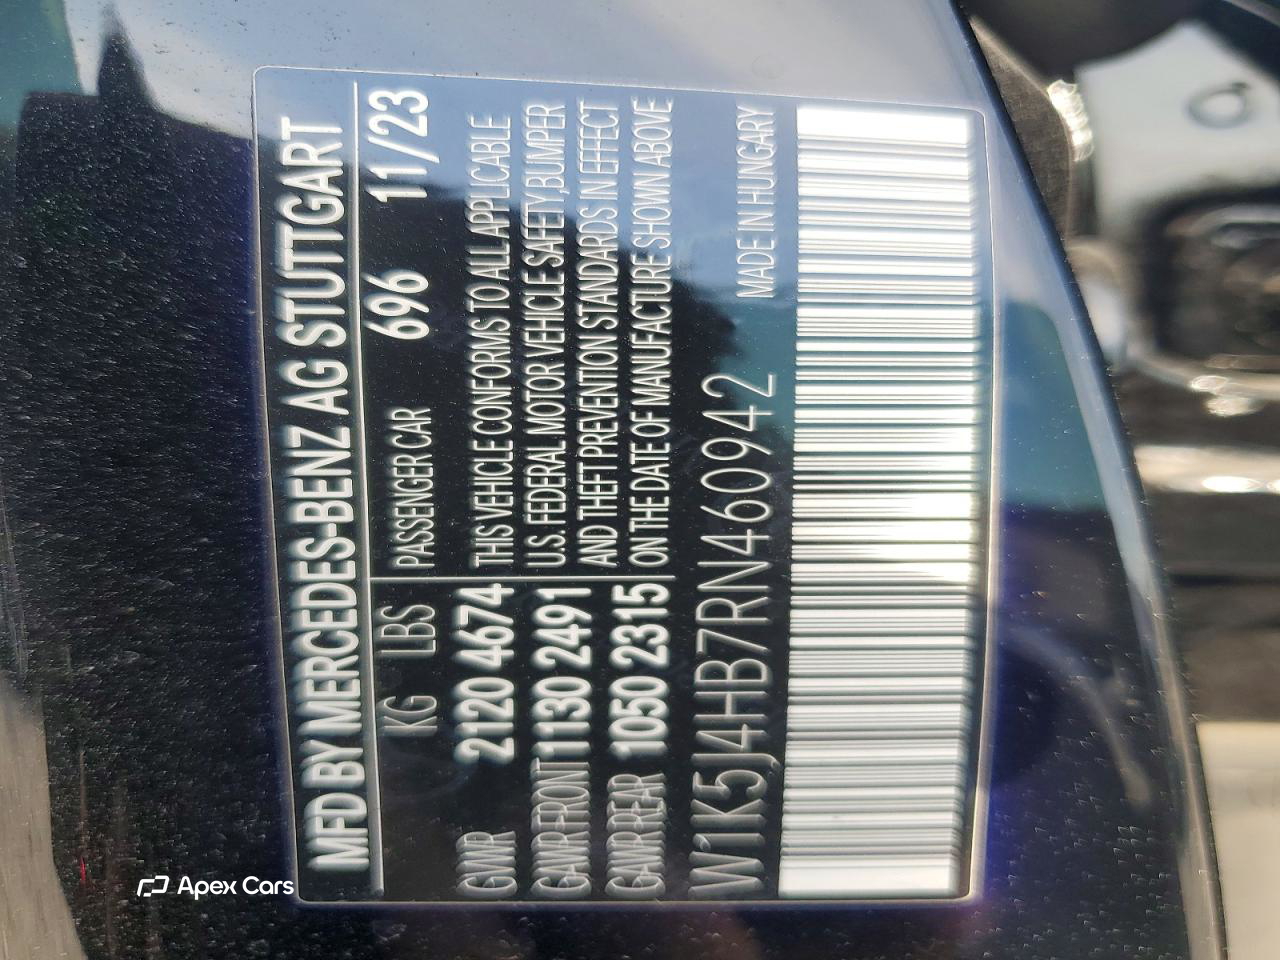 MFD BY MERCEDES-BENZ AG STUTTGART
KG LBS PASSENGER CAR 696 11/23
GVWR 2120 4674 THIS VEHICLE CONFORMS TO ALL APPLICABLE
GAVR FRONT 1130 2491 U.S. FEDERAL MOTOR VEHICLE SAFETY,BUMPER
GAVR REAR 1050 2315 AND THEFT PREVENTION STANDARDS IN EFFECT
ON THE DATE OF MANUFACTURE SHOWN ABOVE
W1K5J4HB7RN460942 MADE IN HUNGARY
Apex Cars